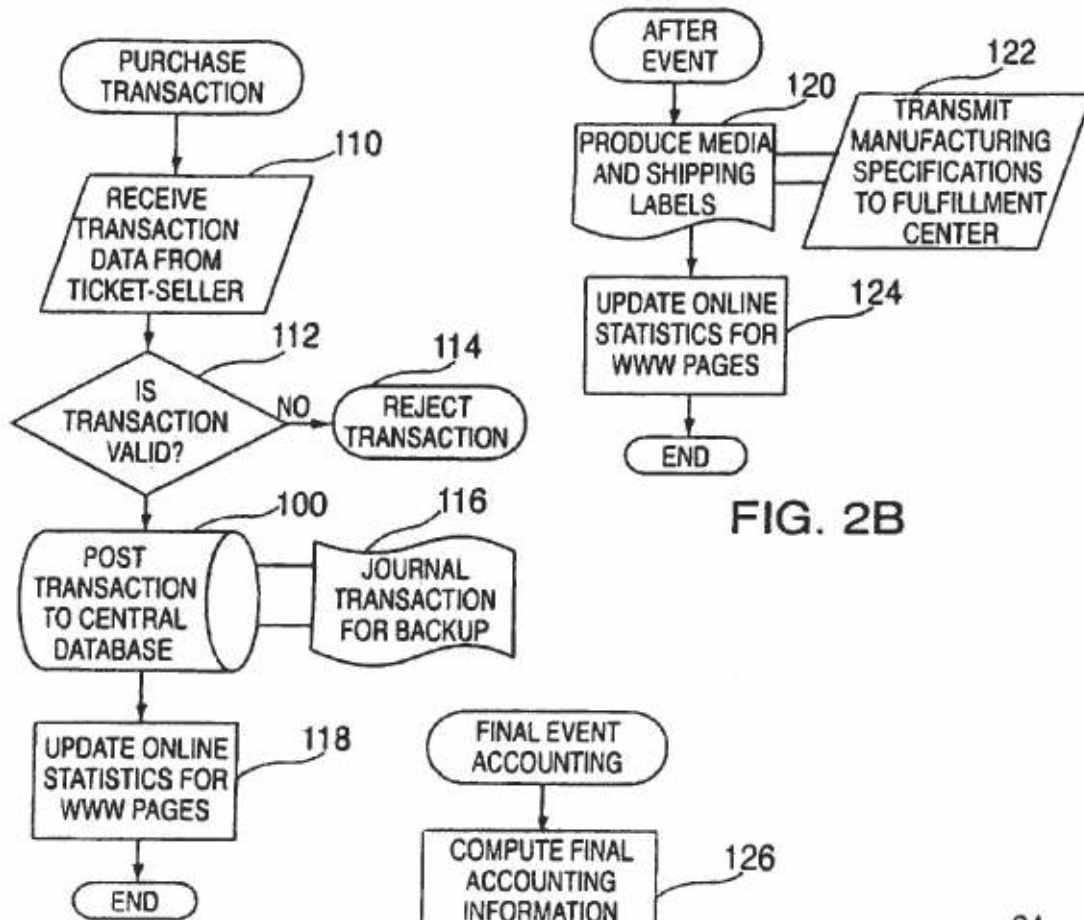 PURCHASE
TRANSACTION
110
RECEIVE
TRANSACTION
DATA FROM
TICKET-SELLER
112
IS
TRANSACTION
VALID?
NO
114
REJECT
TRANSACTION
100
POST
TRANSACTION
TO CENTRAL
DATABASE
116
JOURNAL
TRANSACTION
FOR BACKUP
118
UPDATE ONLINE
STATISTICS FOR
WWW PAGES
END
AFTER
EVENT
120
PRODUCE MEDIA
AND SHIPPING
LABELS
122
TRANSMIT
MANUFACTURING
SPECIFICATIONS
TO FULFILLMENT
CENTER
124
UPDATE ONLINE
STATISTICS FOR
WWW PAGES
END
FIG. 2B
FINAL EVENT
ACCOUNTING
126
COMPUTE FINAL
ACCOUNTING
INFORMATION